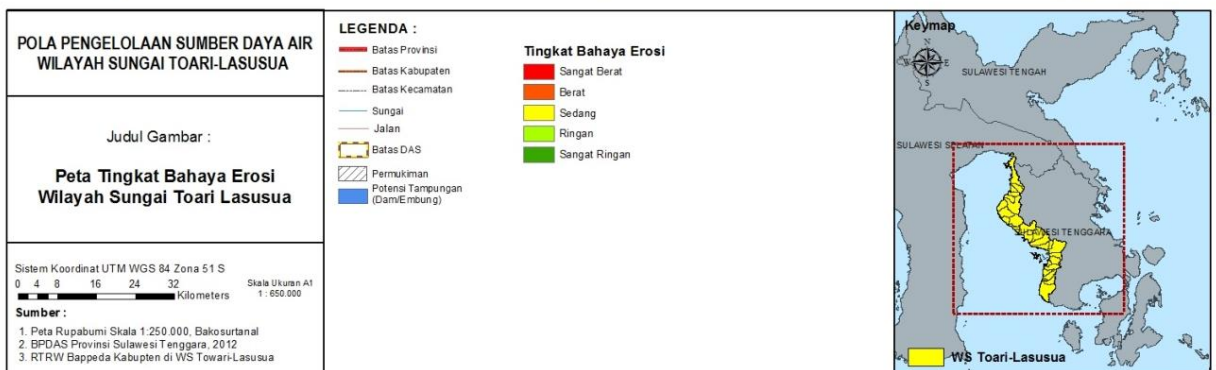 POLA PENGELOLAAN SUMBER DAYA AIR
WILAYAH SUNGAI TOARI-LASUSUA
Judul Gambar :
Peta Tingkat Bahaya Erosi
Wilayah Sungai Toari Lasusua
Sistem Koordinat UTM WGS 84 Zona 51 S
0 4 8 16 24 32
Kilometers
Skala Ukuran A1
1 : 650.000
Sumber :
1. Peta Rupabumi Skala 1:250.000, Bakosurtanal
2. BPDAS Provinsi Sulawesi Tenggara, 2012
3. RTRW Bappeda Kabupten di WS Towari-Lasusua
LEGENDA :
Batas Provinsi
Batas Kabupaten
Batas Kecamatan
Sungai
Jalan
Batas DAS
Permukiman
Potensi Tampungan
(Dam/Embung)
Tingkat Bahaya Erosi
Sangat Berat
Berat
Sedang
Ringan
Sangat Ringan
Keymap
N
W E
S
SULAWESI TENGAH
SULAWESI SELATAN
SULAWESI TENGGARA
WS Toari-Lasusua